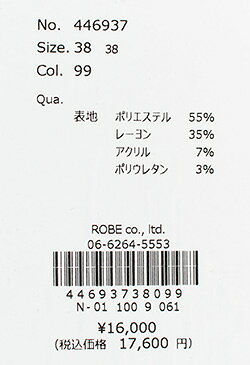 No. 446937
Size. 38 38
Col. 99
Qua.
表地 ポリエステル 55%
レーヨン 35%
アクリル 7%
ポリウレタン 3%
ROBE co., ltd.
06-6264-5553
44693738099
N-01 100 9 061
¥16,000
(税込価格 17,600 円)